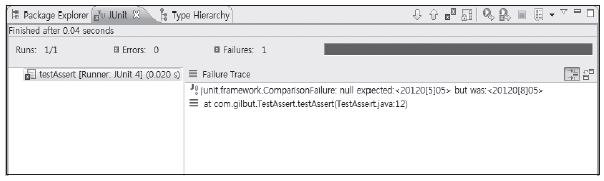 Package Explorer JUnit Type Hierarchy
Finished after 0.04 seconds
Runs: 1/1 Errors: 0 Failures: 1
testAssert [Runner: JUnit 4] (0.020 s)
Failure Trace
junit.framework.ComparisonFailure: null expected:<20120[5]05> but was:<20120[8]05>
at com.gilbut.TestAssert.testAssert(TestAssert.java:12)